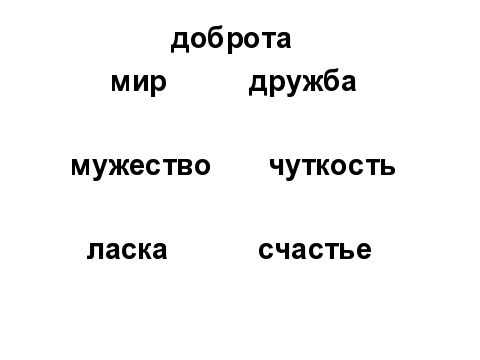 доброта
мир дружба
мужество чуткость
ласка счастье